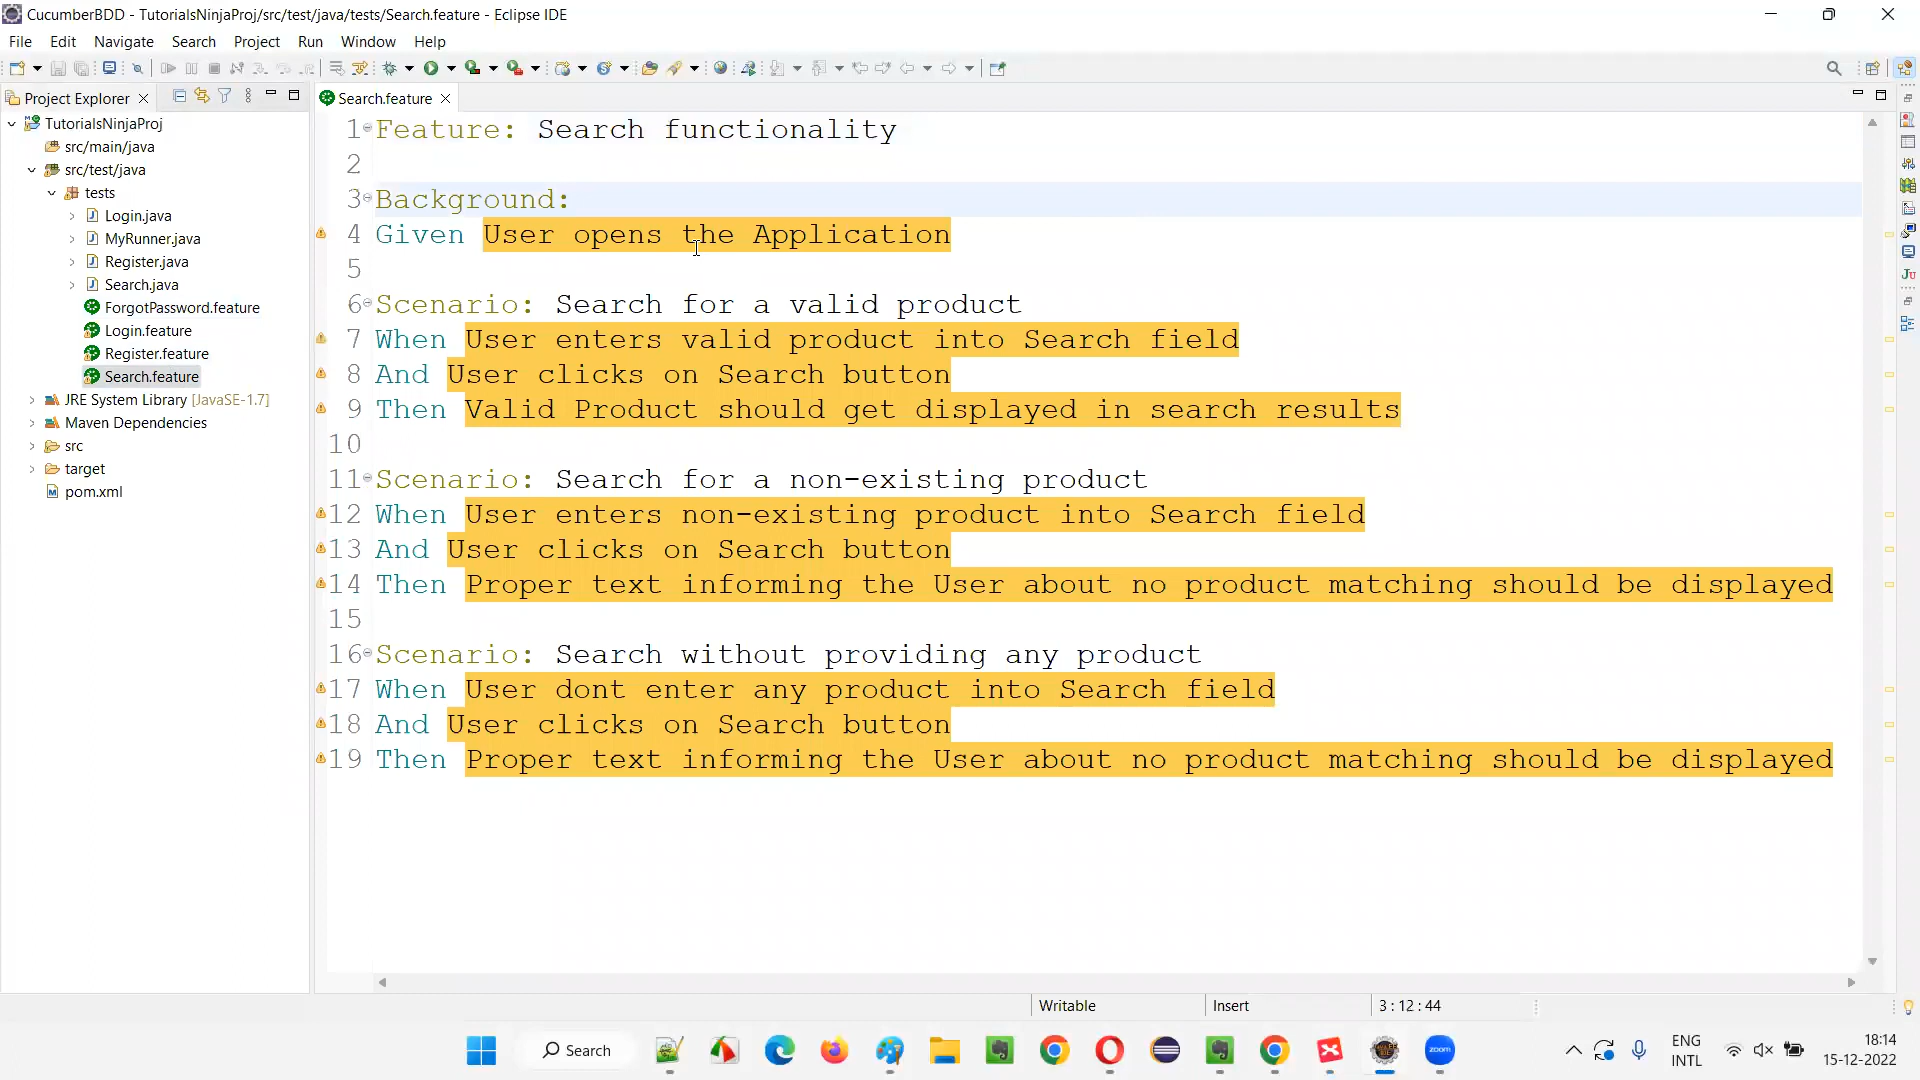 CucumberBDD - TutorialsNinjaProj/src/test/java/tests/Search.feature - Eclipse IDE
File Edit Navigate Search Project Run Window Help
Project Explorer
TutorialsNinjaProj
src/main/java
src/test/java
tests
Login.java
MyRunner.java
Register.java
Search.java
ForgotPassword.feature
Login.feature
Register.feature
Search.feature
JRE System Library [JavaSE-1.7]
Maven Dependencies
src
target
pom.xml
Search.feature
1 Feature: Search functionality
2
3 Background:
4 Given User opens the Application
5
6 Scenario: Search for a valid product
7 When User enters valid product into Search field
8 And User clicks on Search button
9 Then Valid Product should get displayed in search results
10
11 Scenario: Search for a non-existing product
12 When User enters non-existing product into Search field
13 And User clicks on Search button
14 Then Proper text informing the User about no product matching should be displayed
15
16 Scenario: Search without providing any product
17 When User dont enter any product into Search field
18 And User clicks on Search button
19 Then Proper text informing the User about no product matching should be displayed
Writable Insert 3 : 12 : 44
Search
zoom
ENG
INTL
18:14
15-12-2022